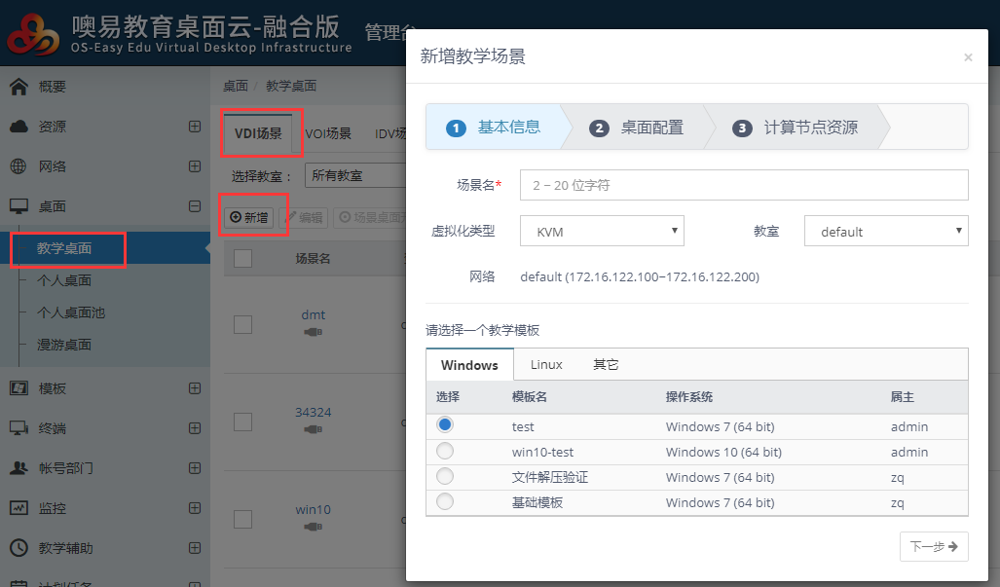 噢易教育桌面云-融合版
OS-Easy Edu Virtual Desktop Infrastructure
管理台
概要
资源
网络
桌面
教学桌面
个人桌面
个人桌面池
漫游桌面
模板
终端
帐号部门
监控
教学辅助
计划任务
桌面 / 教学桌面
VDI场景 VOI场景 IDV场
选择教室： 所有教室
新增 编辑 场景桌面
场景名
dmt
34324
win10
新增教学场景 ×
1 基本信息 2 桌面配置 3 计算节点资源
场景名* 2 – 20 位字符
虚拟化类型 KVM 教室 default
网络 default (172.16.122.100~172.16.122.200)
请选择一个教学模板
Windows Linux 其它
选择 模板名 操作系统 属主
test Windows 7 (64 bit) admin
win10-test Windows 10 (64 bit) admin
文件解压验证 Windows 7 (64 bit) zq
基础模板 Windows 7 (64 bit) zq
下一步